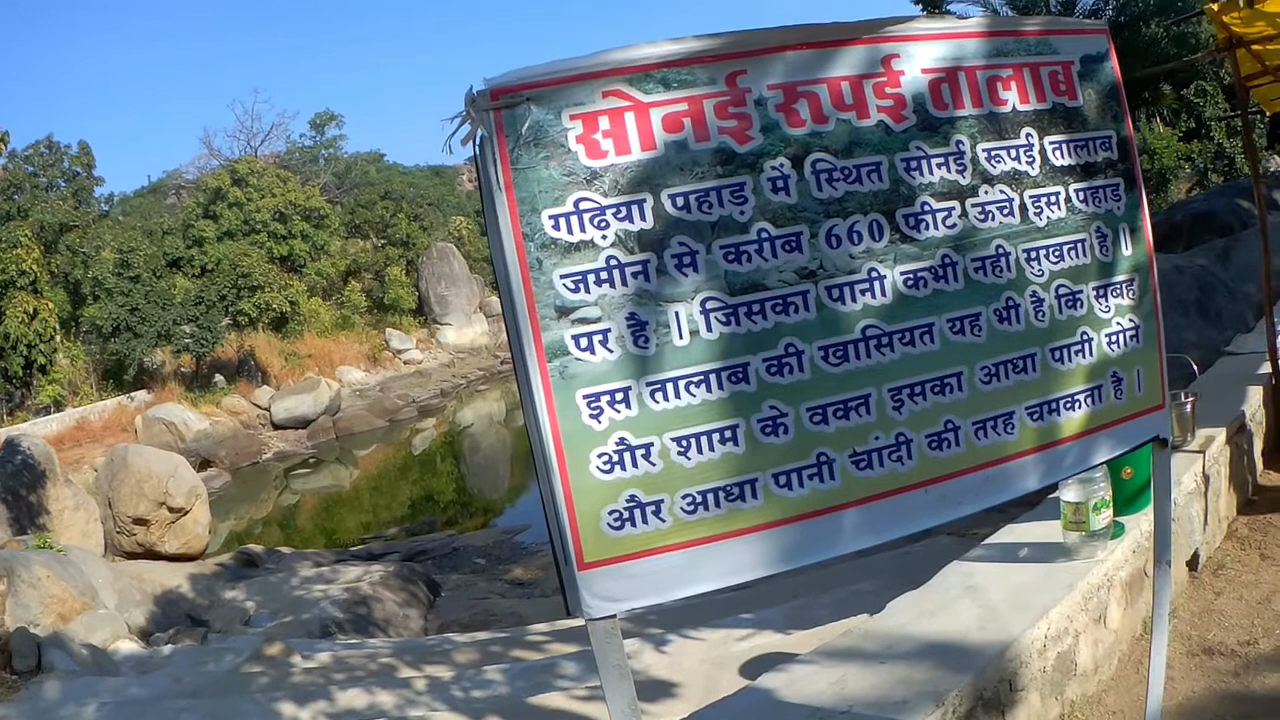 सोनई रूपई तालाब
गढ़िया पहाड़ में स्थित सोनई रूपई तालाब
जमीन से करीब 660 फीट ऊंचे इस पहाड़
पर है । जिसका पानी कभी नही सुखता है ।
इस तालाब की खासियत यह भी है कि सुबह
और शाम के वक्त इसका आधा पानी सोने
और आधा पानी चांदी की तरह चमकता है ।